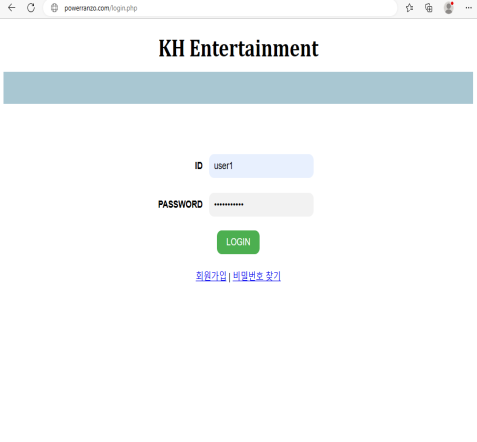 powerranzo.com/login.php
KH Entertainment
ID user1
PASSWORD •••••••••••
LOGIN
회원가입 | 비밀번호 찾기